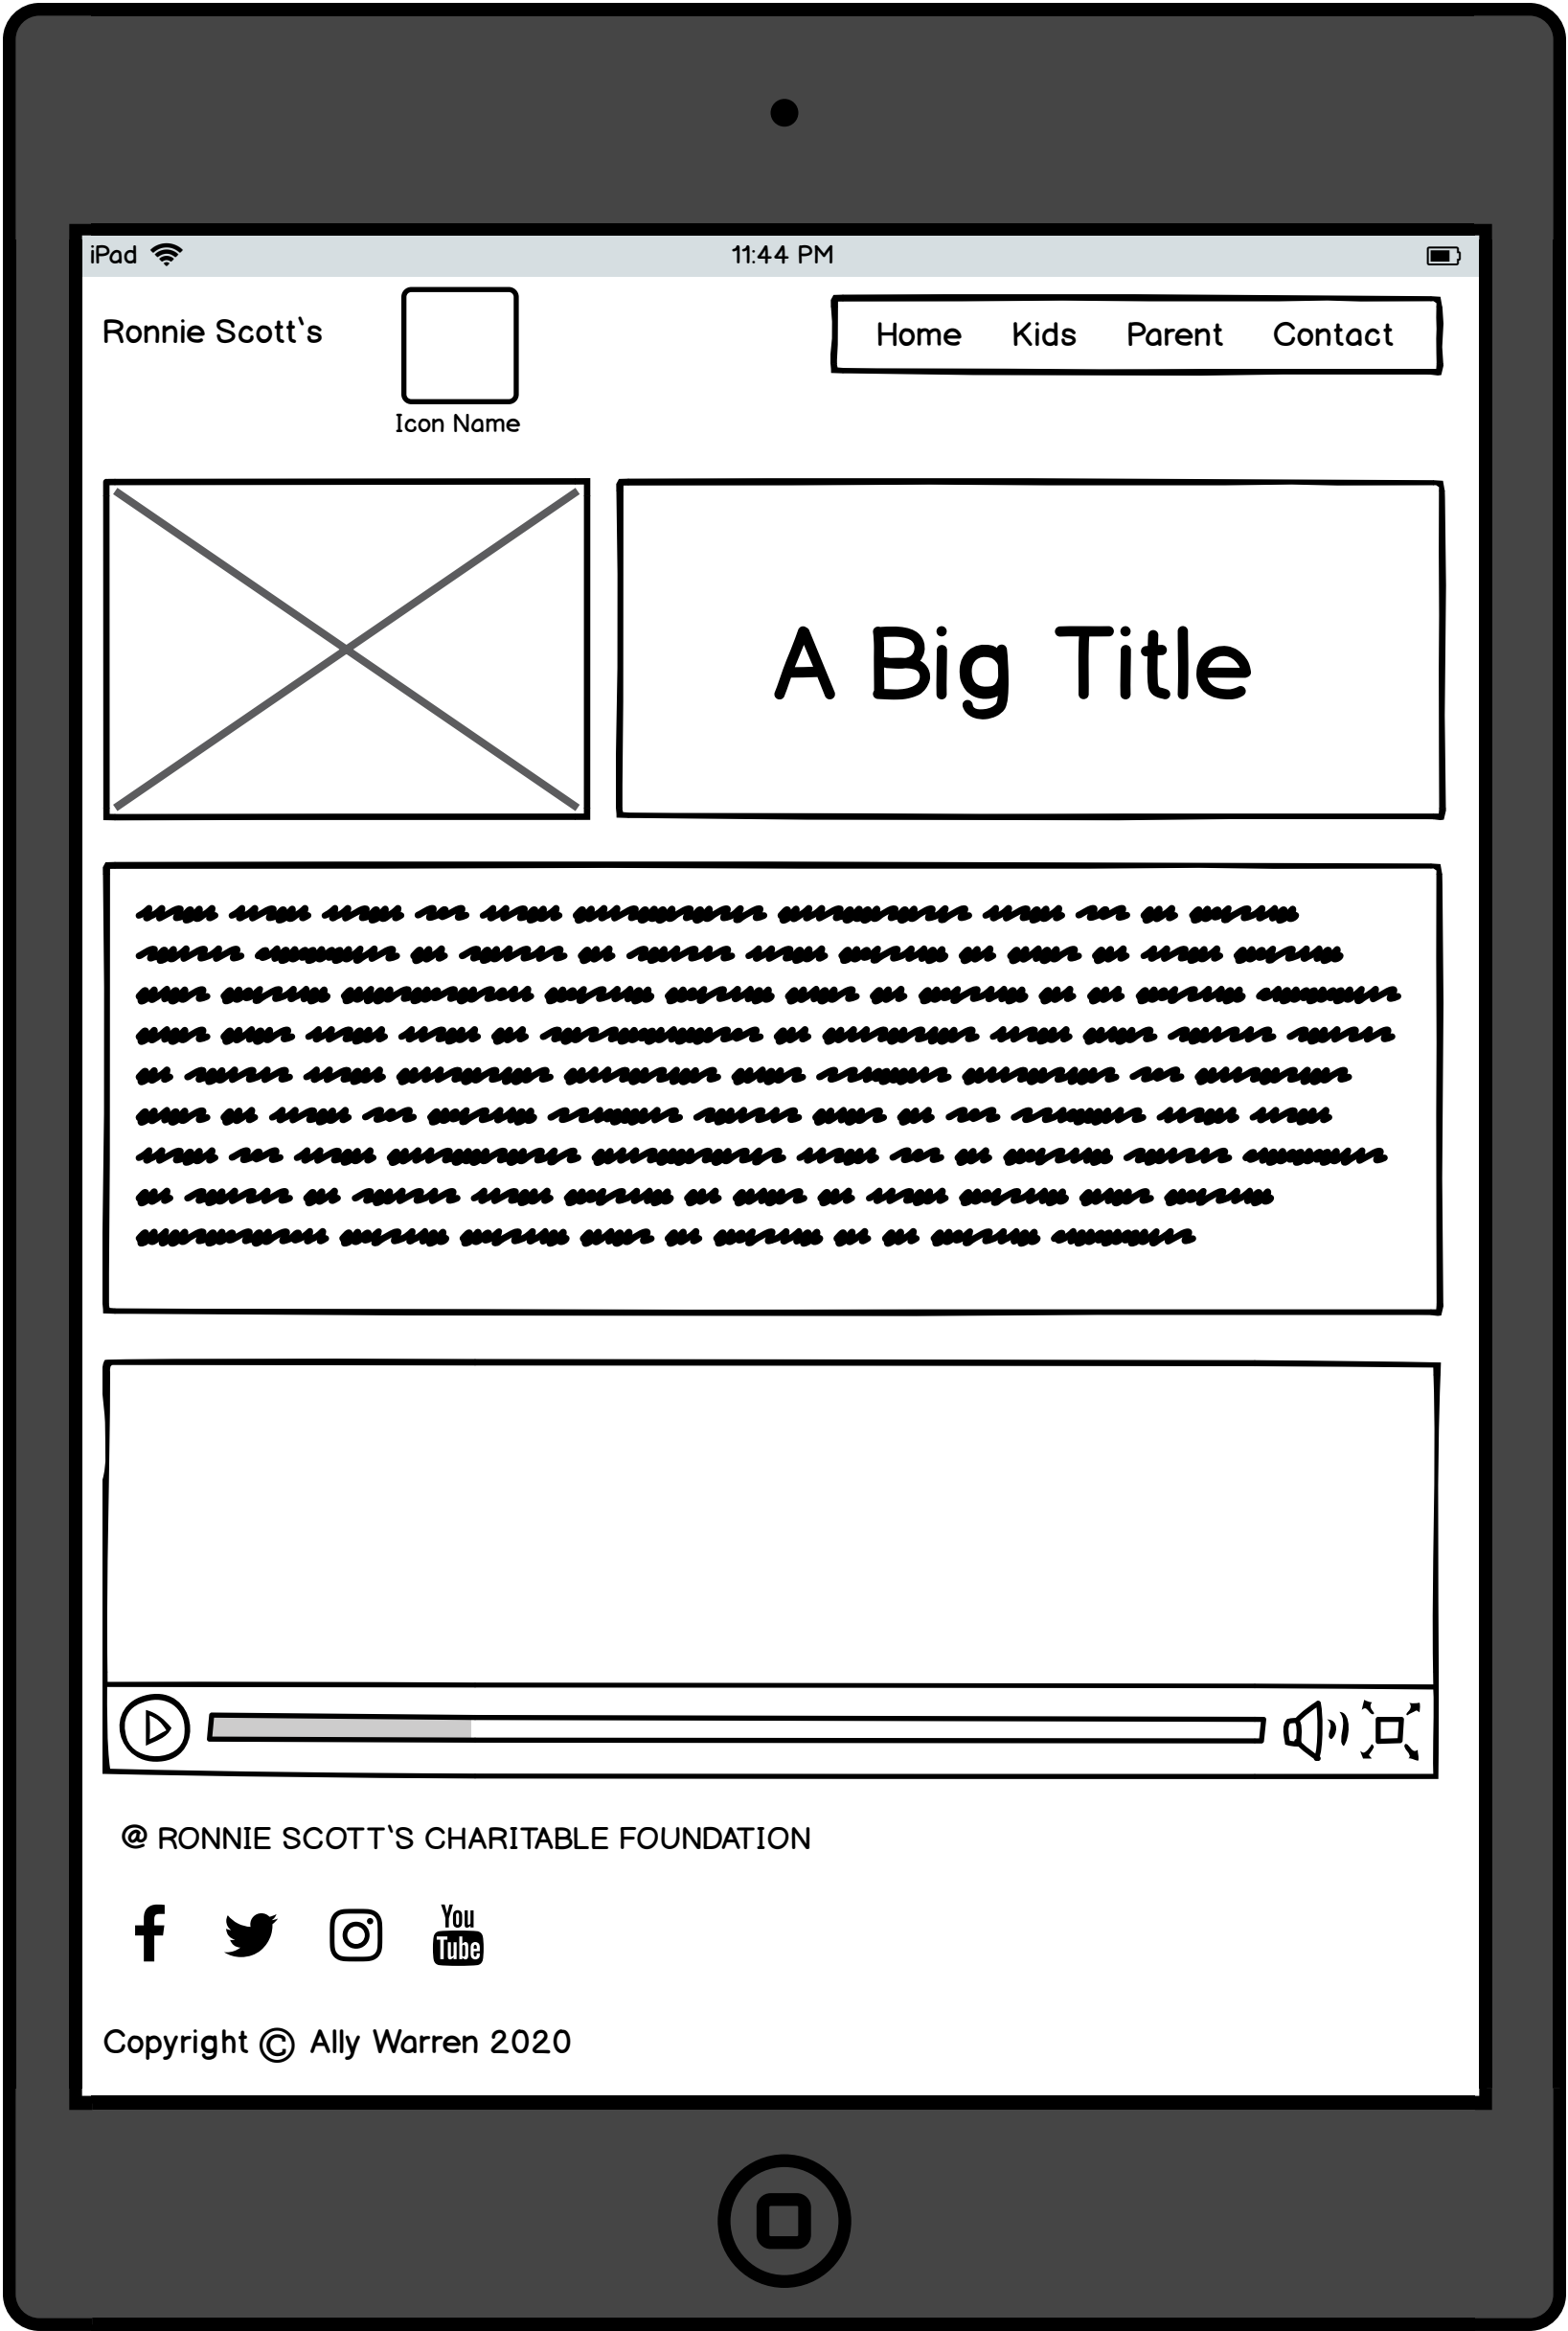 iPad 11:44 PM
Ronnie Scott`s
Icon Name
Home Kids Parent Contact
A Big Title
@ RONNIE SCOTT`S CHARITABLE FOUNDATION
You
Tube
Copyright © Ally Warren 2020